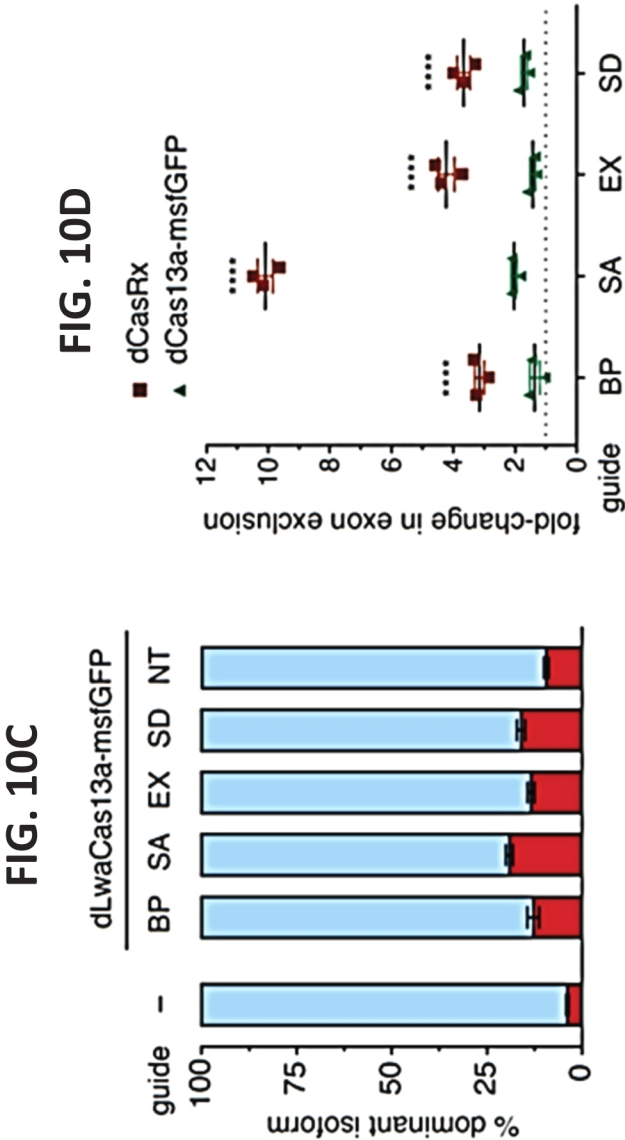 FIG. 10C
dLwaCas13a-msfGFP
guide – BP SA EX SD NT
100
75
50
25
0
% dominant isoform
FIG. 10D
dCasRx
dCas13a-msfGFP
****
****
****
****
12
10
8
6
4
2
0
fold-change in exon exclusion
guide BP SA EX SD